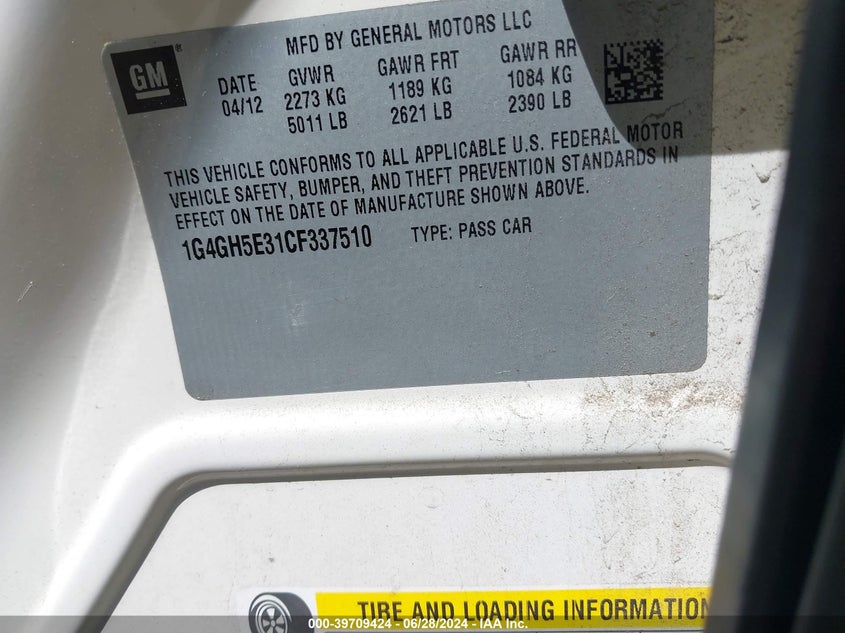 GM
MFD BY GENERAL MOTORS LLC
DATE GVWR GAWR FRT GAWR RR
04/12 2273 KG 1189 KG 1084 KG
5011 LB 2621 LB 2390 LB
THIS VEHICLE CONFORMS TO ALL APPLICABLE U.S. FEDERAL MOTOR
VEHICLE SAFETY, BUMPER, AND THEFT PREVENTION STANDARDS IN
EFFECT ON THE DATE OF MANUFACTURE SHOWN ABOVE.
1G4GH5E31CF337510 TYPE: PASS CAR
TIRE AND LOADING INFORMATION
000-39709424 - 06/28/2024 - IAA Inc.